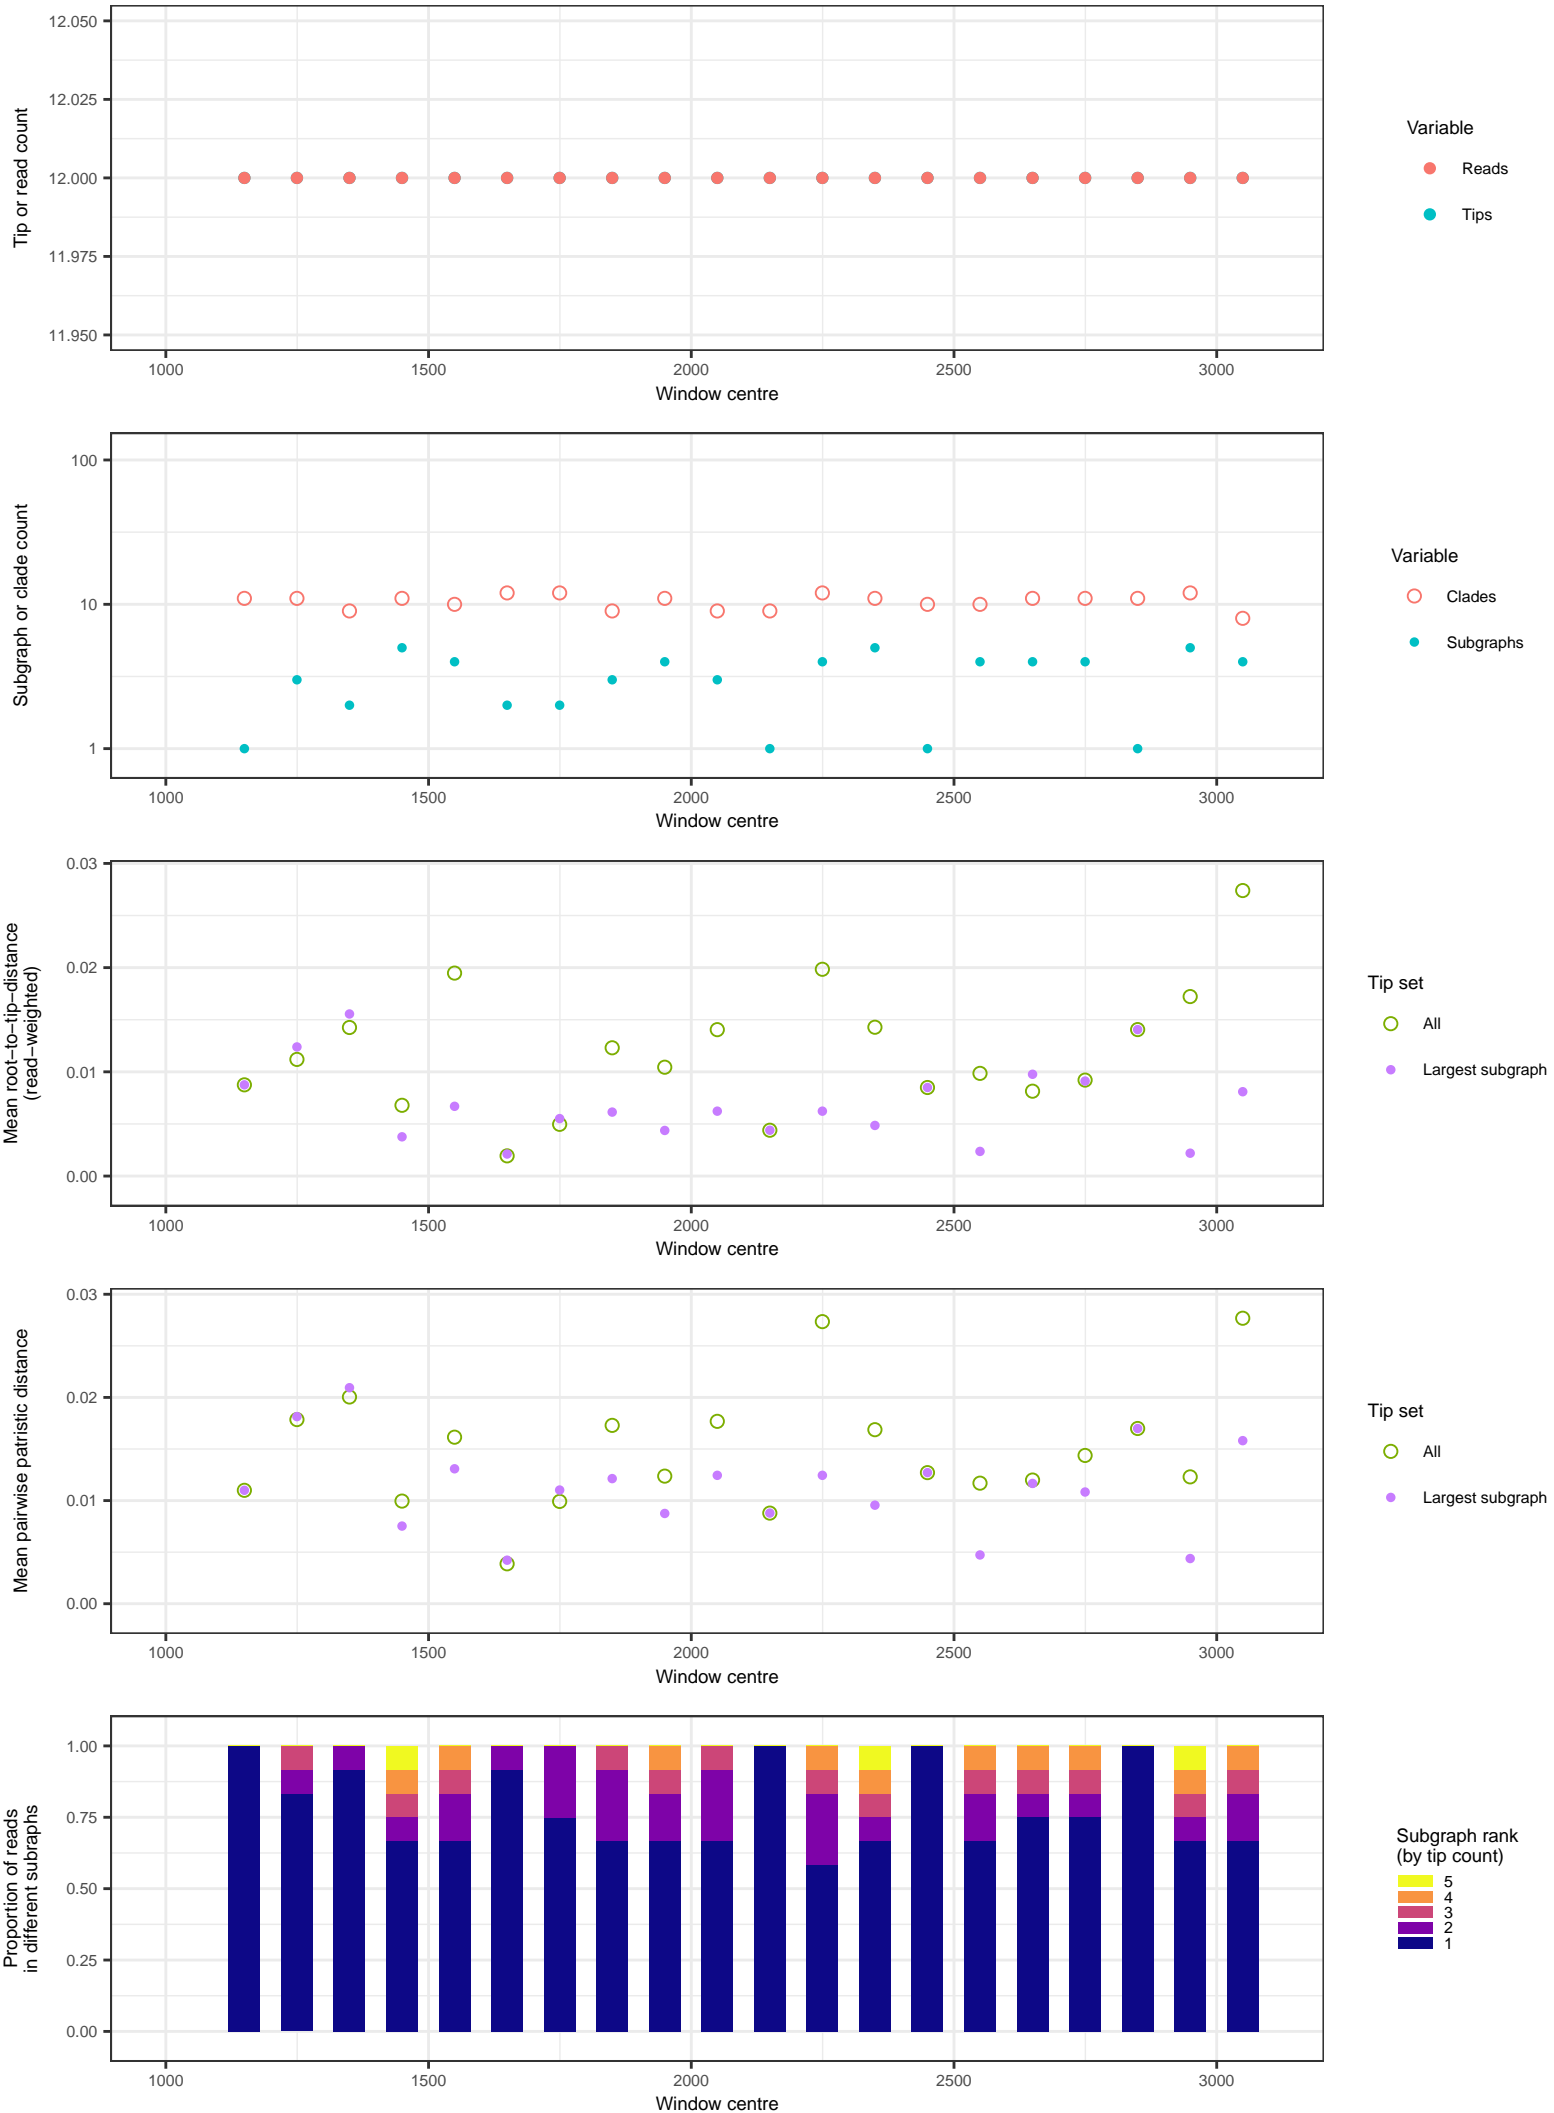 12.050
12.025
12.000
11.975
11.950
Tip or read count
1000 1500 2000 2500 3000
Window centre
Variable
Reads
Tips
100
10
1
Subgraph or clade count
1000 1500 2000 2500 3000
Window centre
Variable
Clades
Subgraphs
0.03
0.02
0.01
0.00
Mean root−to−tip−distance
(read−weighted)
1000 1500 2000 2500 3000
Window centre
Tip set
All
Largest subgraph
0.03
0.02
0.01
0.00
Mean pairwise patristic distance
1000 1500 2000 2500 3000
Window centre
Tip set
All
Largest subgraph
1.00
0.75
0.50
0.25
0.00
Proportion of reads
in different subraphs
1000 1500 2000 2500 3000
Window centre
Subgraph rank
(by tip count)
5
4
3
2
1